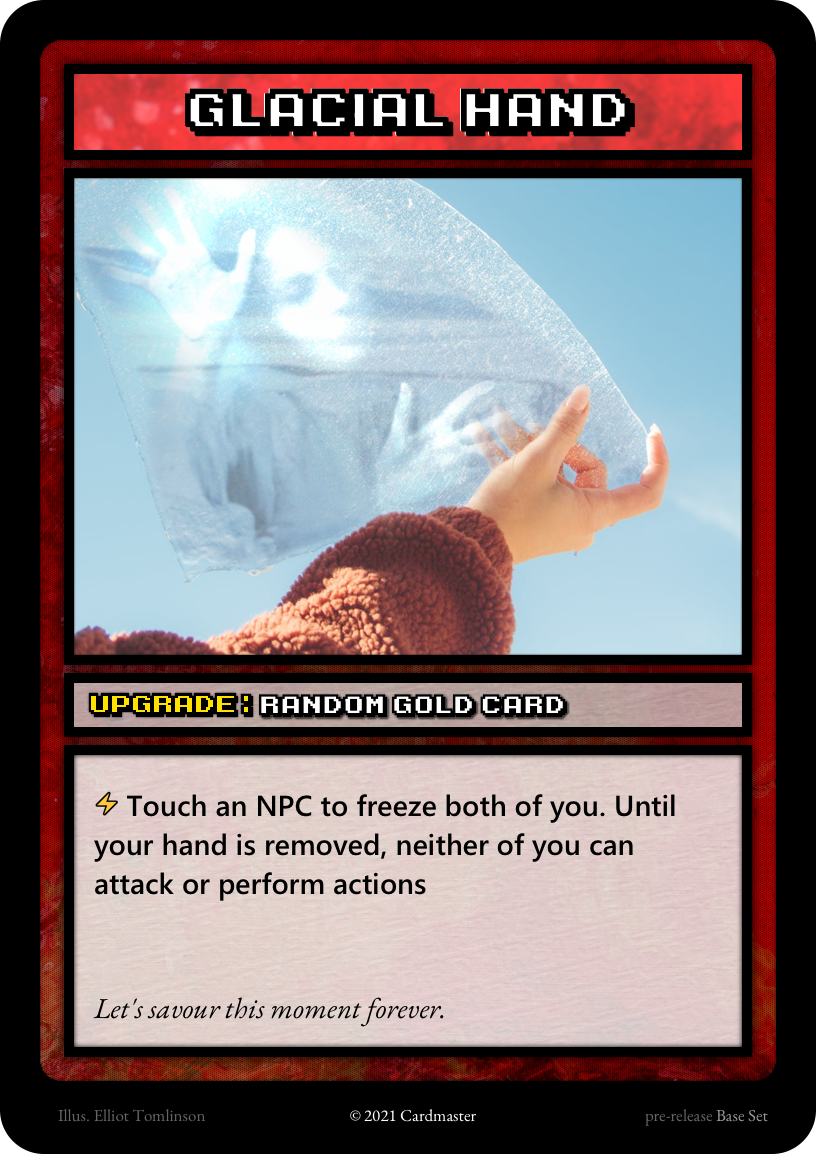 GLACIAL HAND
UPGRADE: RANDOM GOLD CARD
⚡ Touch an NPC to freeze both of you. Until
your hand is removed, neither of you can
attack or perform actions
Let's savour this moment forever.
Illus. Elliot Tomlinson
© 2021 Cardmaster
pre-release Base Set